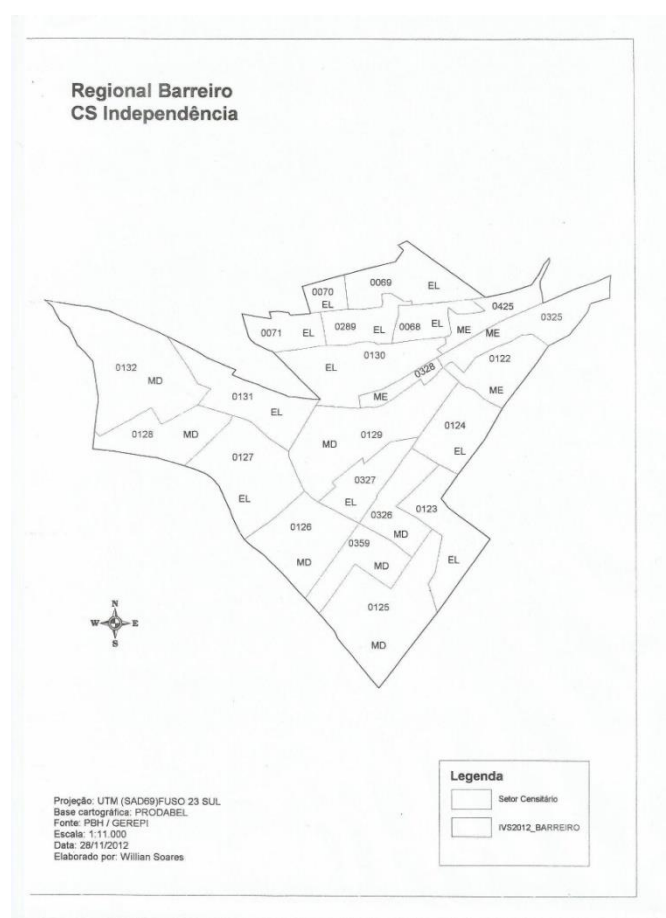 Regional Barreiro
CS Independência
0069
EL
0070
EL
0425
0325
0071
EL
0289
EL
0068
EL
ME
ME
0130
EL
0122
ME
0328
ME
0132
MD
0131
EL
0128
MD
0129
MD
0124
EL
0127
EL
0327
EL
0123
EL
0326
MD
0126
MD
0359
MD
0125
MD
N
W
E
S
Legenda
Setor Censitário
IVS2012_BARREIRO
Projeção: UTM (SAD69)FUSO 23 SUL
Base cartográfica: PRODABEL
Fonte: PBH / GEREPI
Escala: 1:11.000
Data: 28/11/2012
Elaborado por: Willian Soares